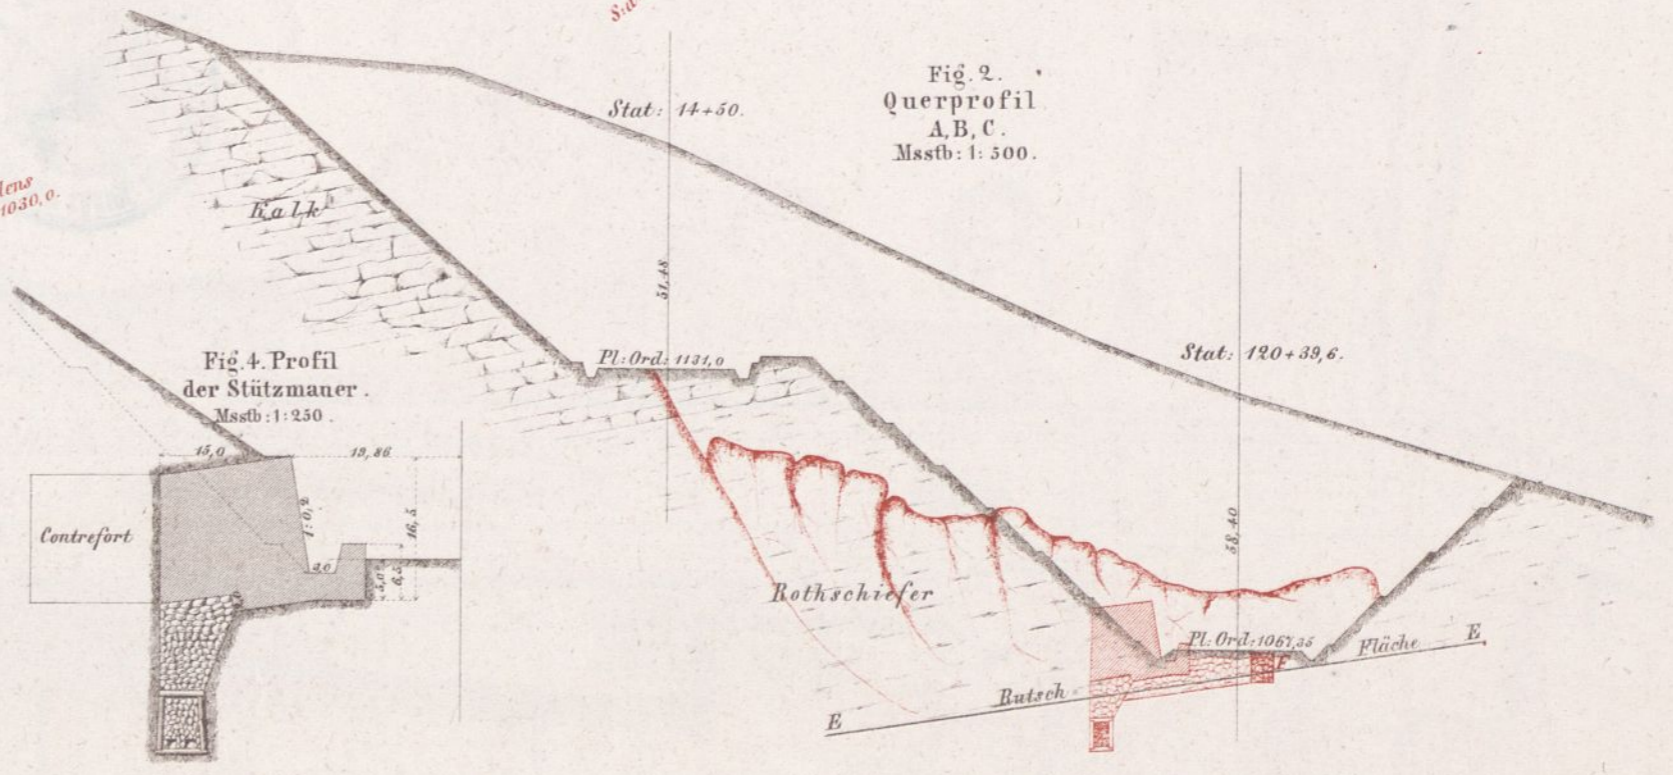 Fig. 2.
Querprofil
A, B, C.
Msstb: 1: 500.
Stat: 14+50.
1030,0.
Kalk
51,48
Pl: Ord: 1131,0
Stat: 120+39,6.
Fig. 4. Profil
der Stützmauer.
Msstb: 1: 250.
15,0
19,86
Contrefort
1:0,2
16,5
3,0
5,0
6,5
Rothschiefer
58,40
Pl: Ord: 1067,35
E
Rutsch
F
Fläche
E